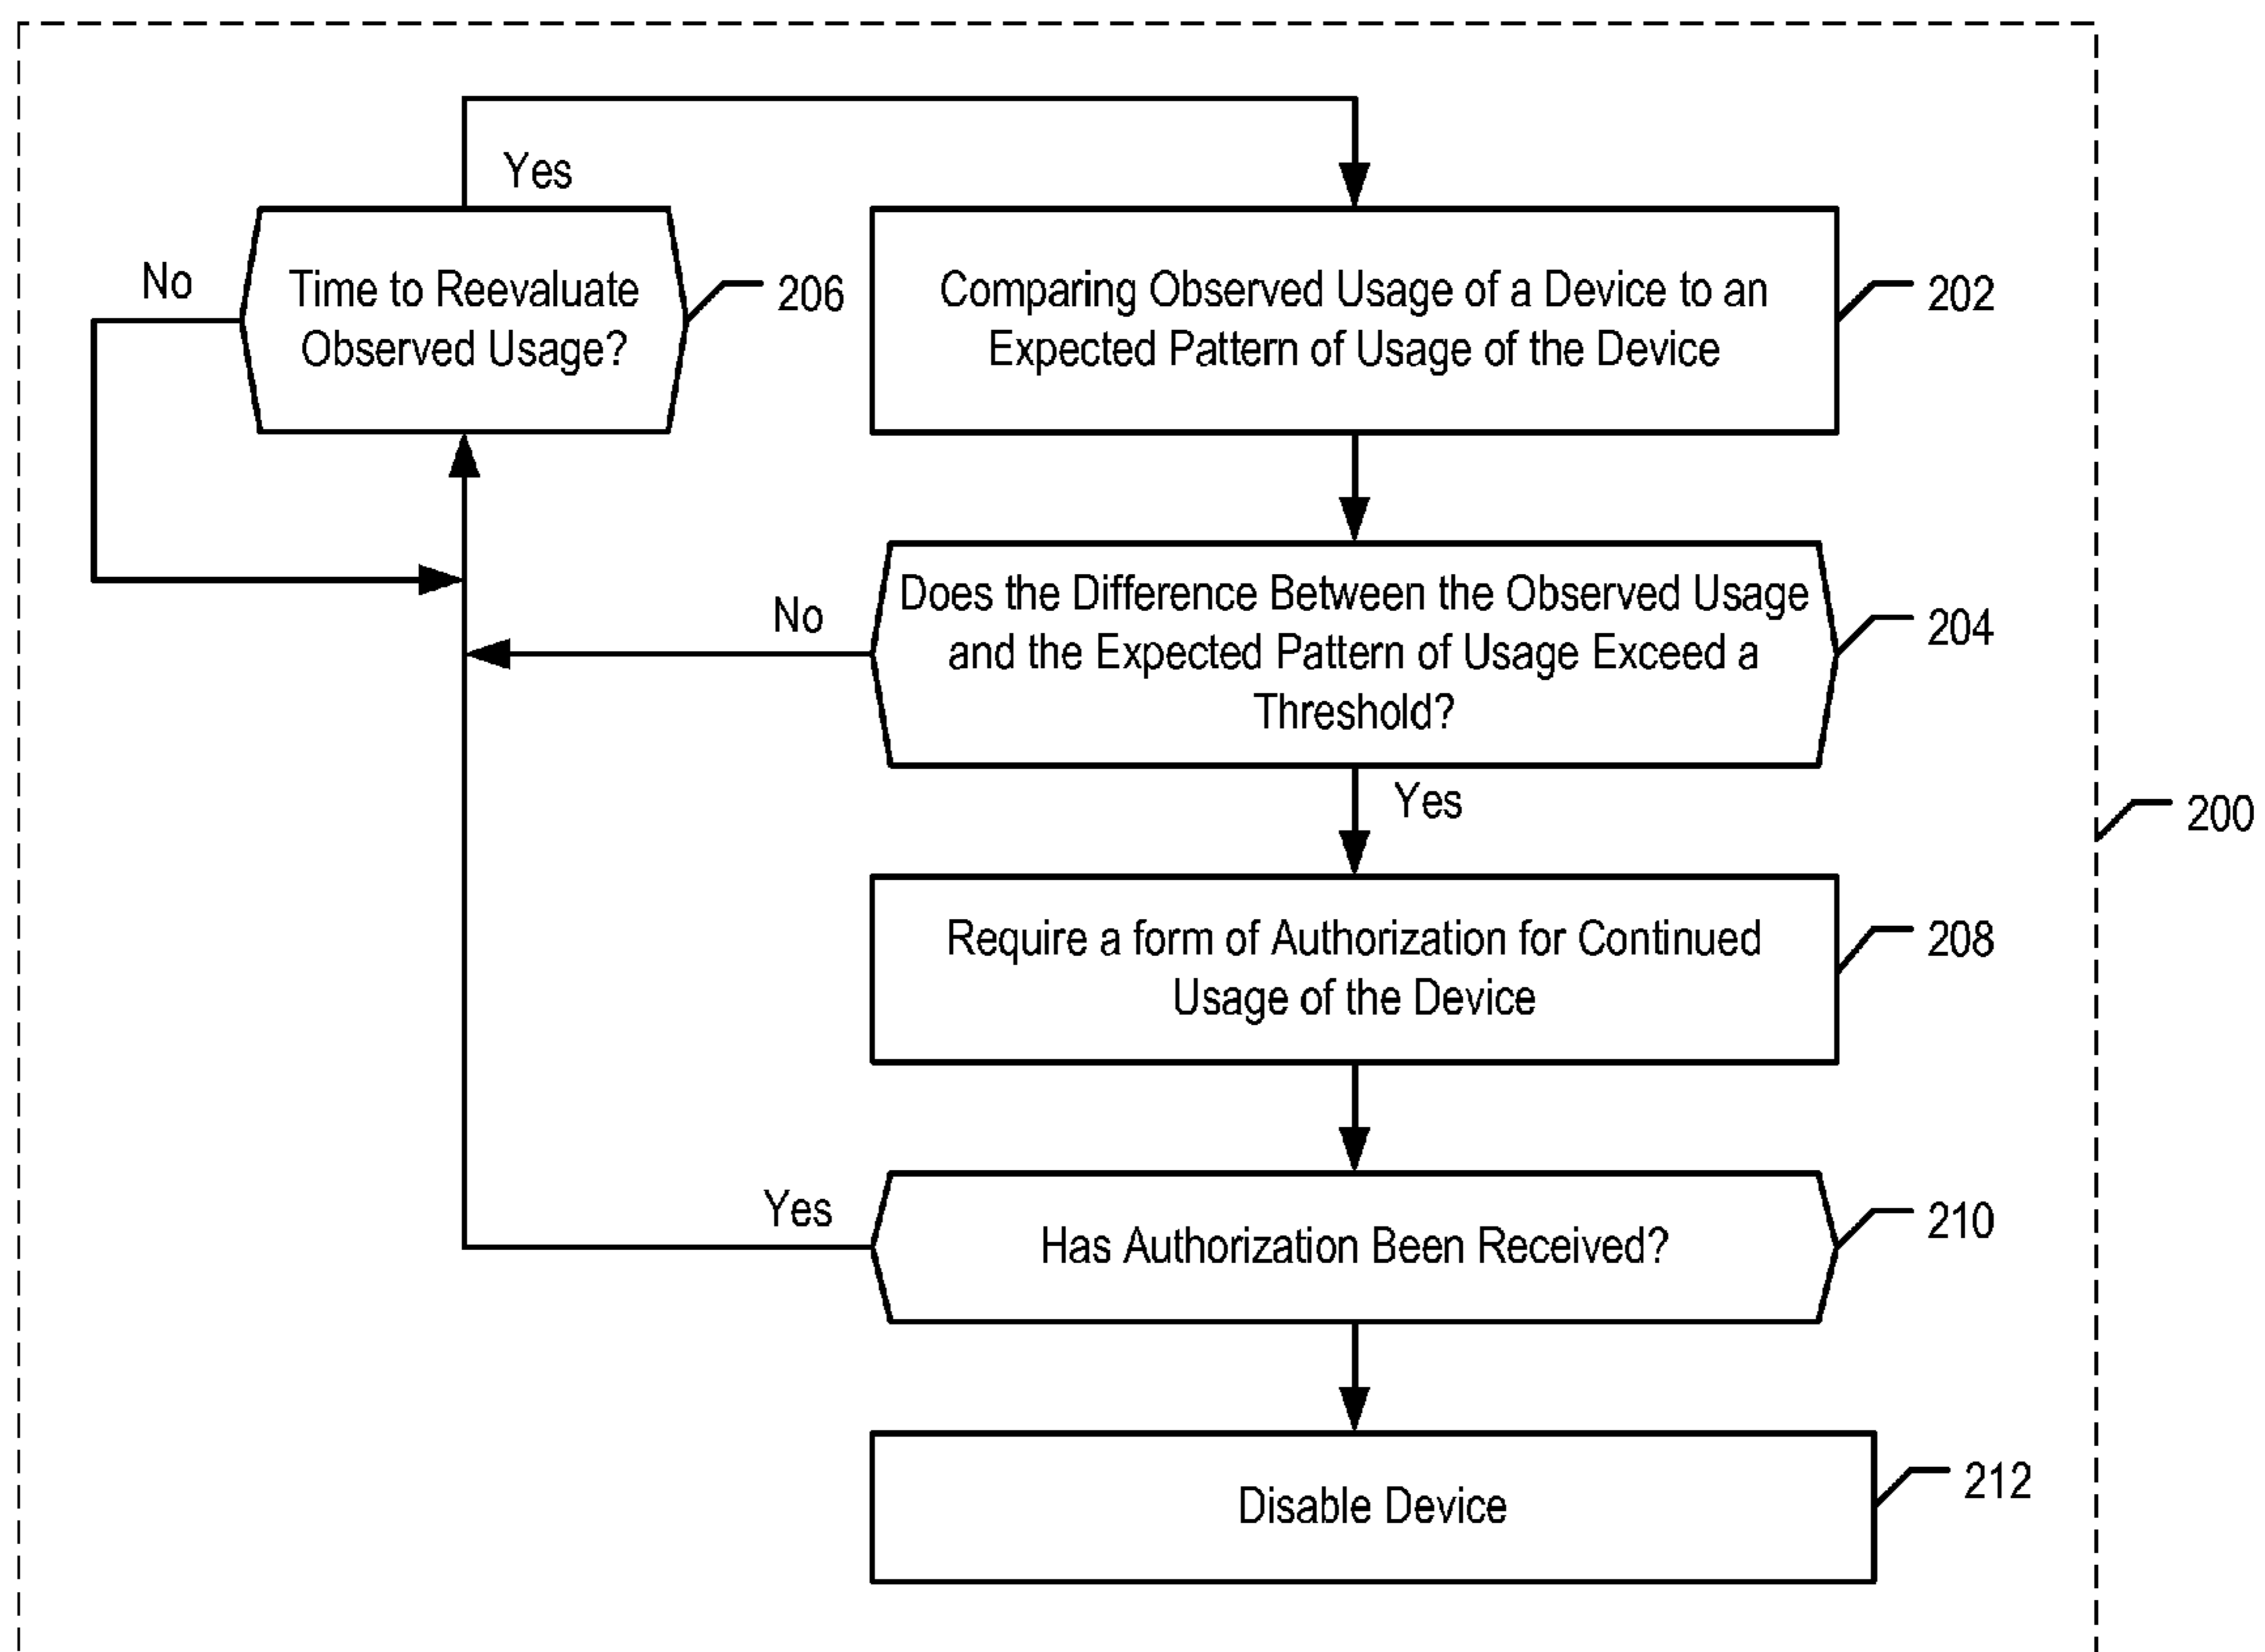 Yes
No
Time to Reevaluate
Observed Usage?
206
Comparing Observed Usage of a Device to an
Expected Pattern of Usage of the Device
202
Does the Difference Between the Observed Usage
and the Expected Pattern of Usage Exceed a
Threshold?
204
No
Yes
200
Require a form of Authorization for Continued
Usage of the Device
208
Yes
Has Authorization Been Received?
210
Disable Device
212